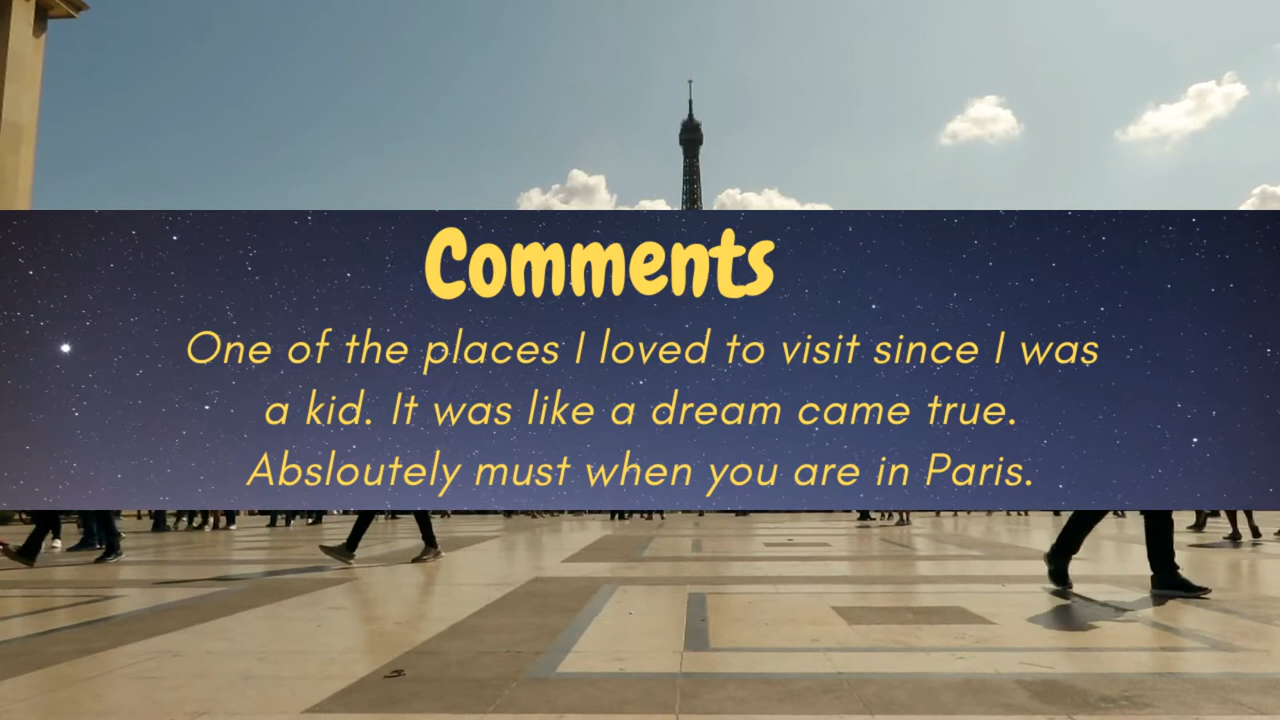 Comments
One of the places I loved to visit since I was
a kid. It was like a dream came true.
Absloutely must when you are in Paris.